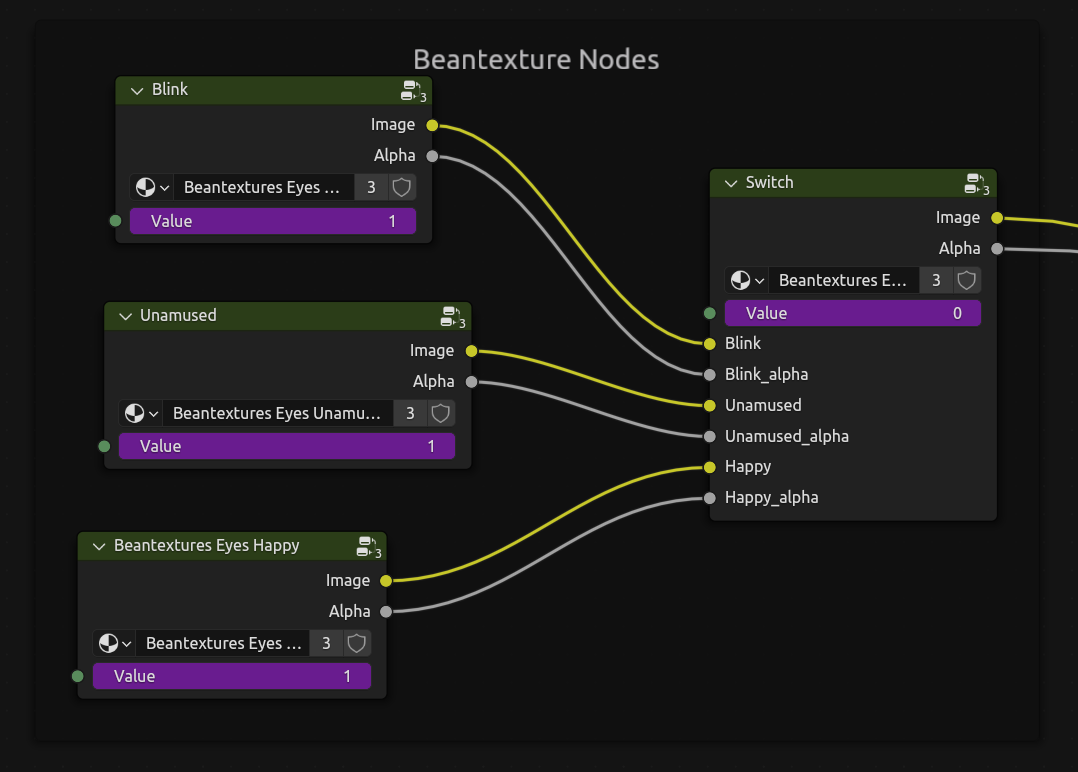 Beantexture Nodes
Blink
3
Image
Alpha
Beantextures Eyes ... 3
Value 1
Unamused
3
Image
Alpha
Beantextures Eyes Unamu... 3
Value 1
Beantextures Eyes Happy
3
Image
Alpha
Beantextures Eyes ... 3
Value 1
Switch
3
Image
Alpha
Beantextures E... 3
Value 0
Blink
Blink_alpha
Unamused
Unamused_alpha
Happy
Happy_alpha